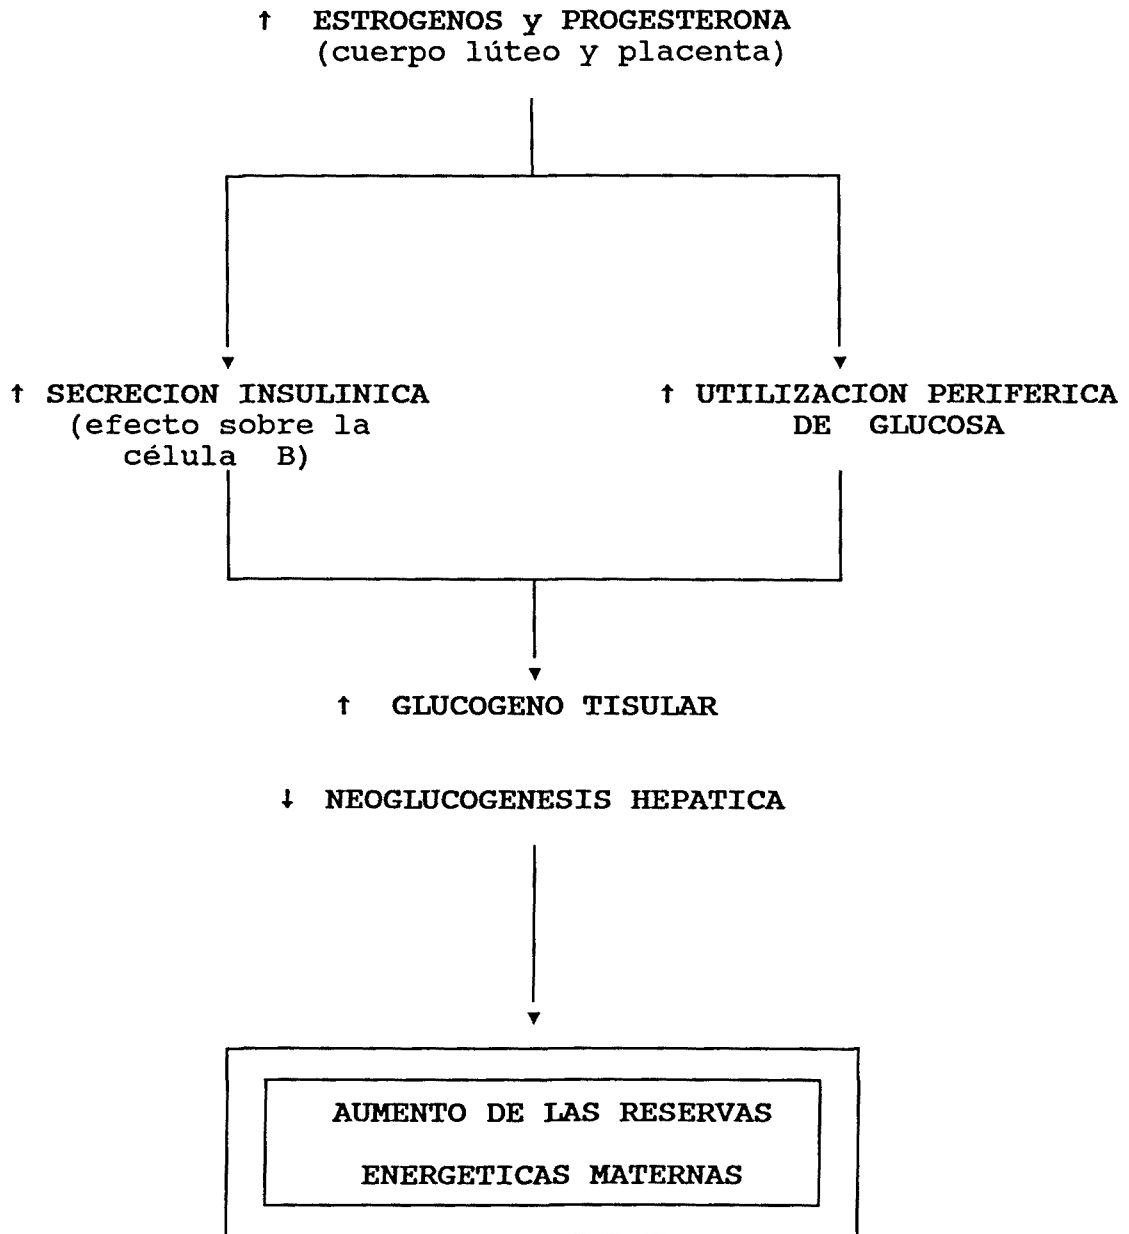 ↑ ESTROGENOS y PROGESTERONA
(cuerpo lúteo y placenta)
↑ SECRECION INSULINICA
(efecto sobre la
célula B)
↑ UTILIZACION PERIFERICA
DE GLUCOSA
↑ GLUCOGENO TISULAR
↓ NEOGLUCOGENESIS HEPATICA
AUMENTO DE LAS RESERVAS
ENERGETICAS MATERNAS